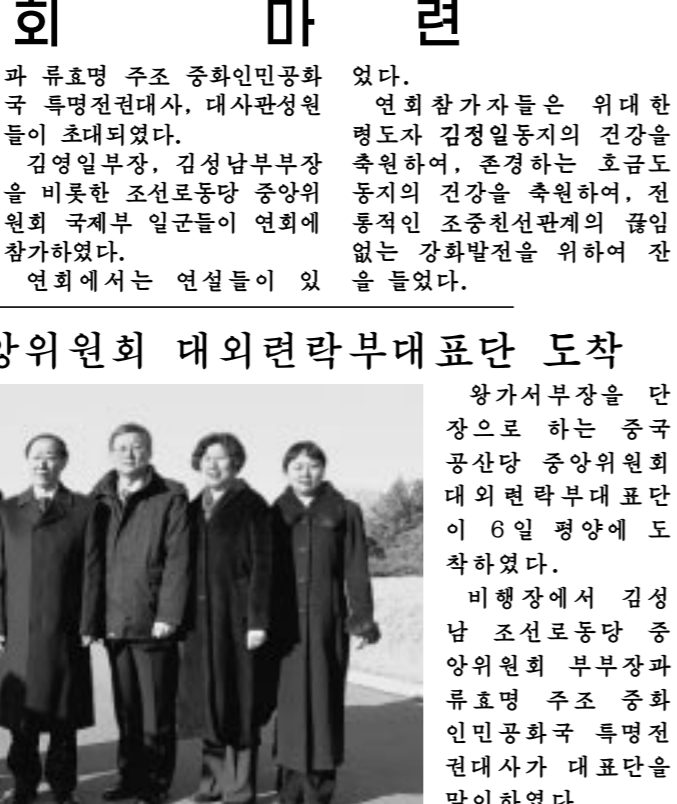 회 마 련
과 류효명 주조 중화인민공화
국 특명전권대사, 대사관성원
들이 초대되였다.
김영일부장, 김성남부부장
을 비롯한 조선로동당 중앙위
원회 국제부 일군들이 연회에
참가하였다.
연회에서는 연설들이 있
었다.
연회참가자들은 위대한
령도자 김정일동지의 건강을
축원하여, 존경하는 호금도
동지의 건강을 축원하여, 전
통적인 조중친선관계의 끊임
없는 강화발전을 위하여 잔
을 들었다.
앙위원회 대외련락부대표단 도착
왕가서부장을 단
장으로 하는 중국
공산당 중앙위원회
대외련락부대표단
이 6일 평양에 도
착하였다.
비행장에서 김성
남 조선로동당 중
앙위원회 부부장과
류효명 주조 중화
인민공화국 특명전
권대사가 대표단을
맞이하였다.